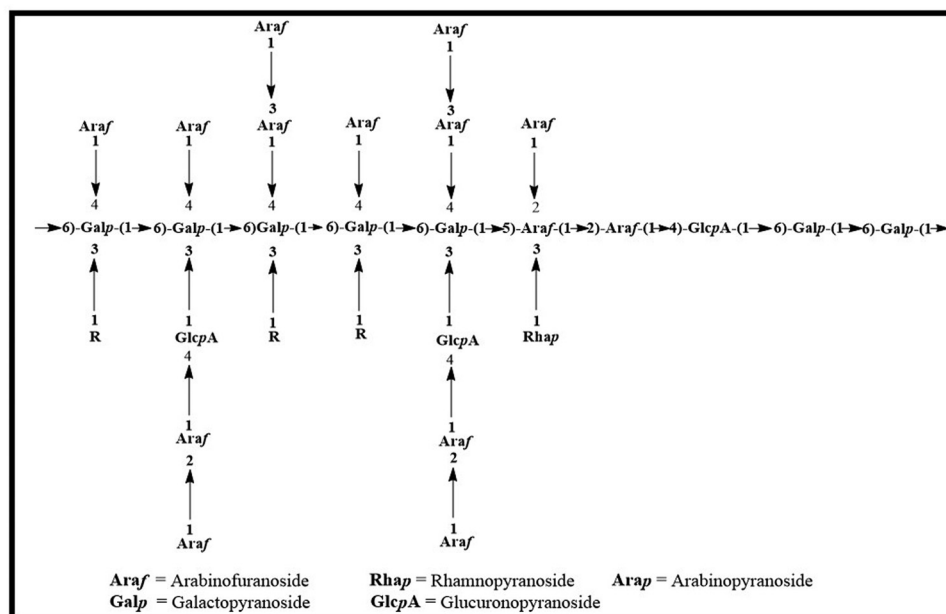 Araf Araf
1 1
3 3
Araf Araf Araf Araf Araf Araf
1 1 1 1 1 1
4 4 4 4 4 2
6)-Galp-(1 6)-Galp-(1 6)Galp-(1 6)-Galp-(1 6)-Galp-(1 5)-Araf-(1 2)-Araf-(1 4)-GlcpA-(1 6)-Galp-(1 6)-Galp-(1
3 3 3 3 3 3
1 1 1 1 1 1
R GlcpA R R GlcpA Rhap
4 4
1 1
Araf Araf
2 2
1 1
Araf Araf
Araf = Arabinofuranoside Rhap = Rhamnopyranoside Arap = Arabinopyranoside
Galp = Galactopyranoside GlcpA = Glucuronopyranoside